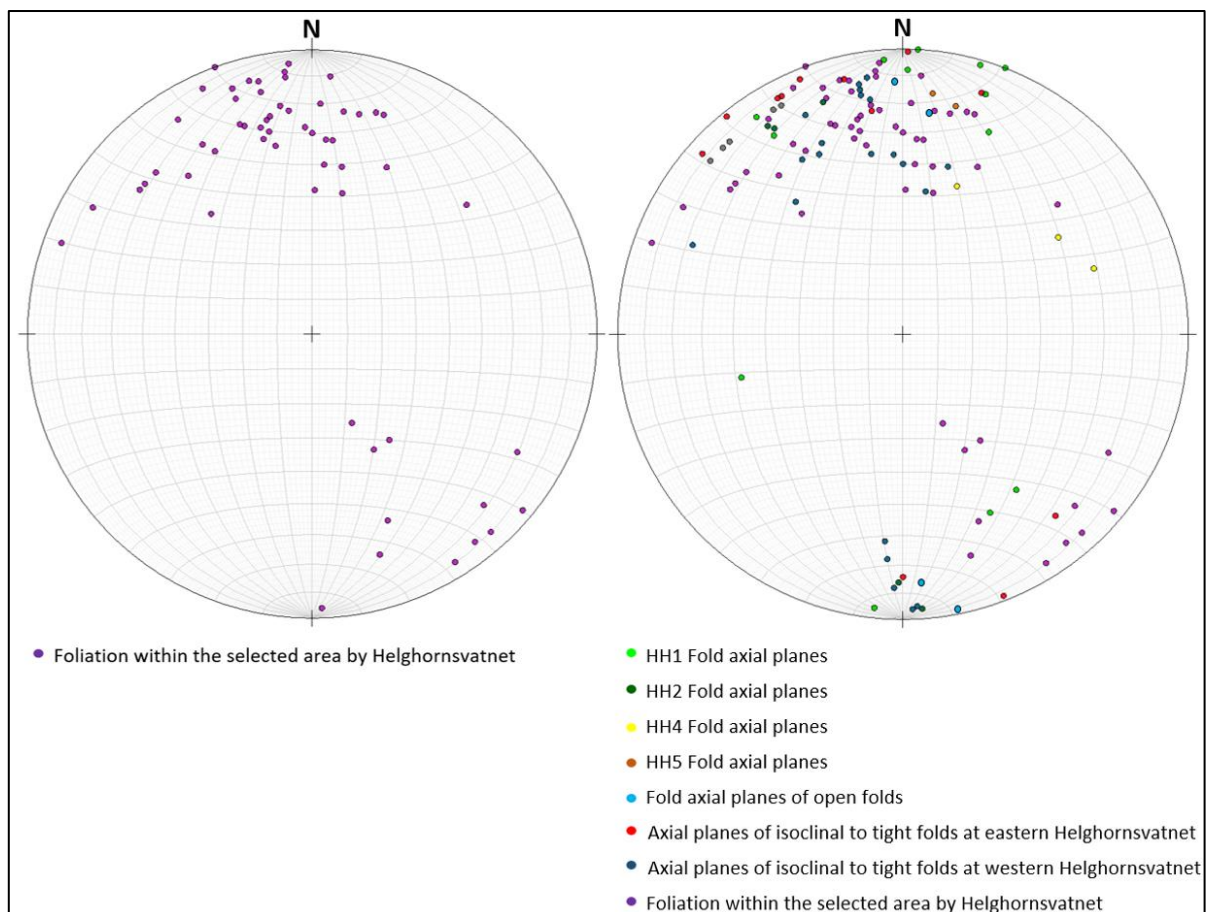 N
N
Foliation within the selected area by Helghornsvatnet
HH1 Fold axial planes
HH2 Fold axial planes
HH4 Fold axial planes
HH5 Fold axial planes
Fold axial planes of open folds
Axial planes of isoclinal to tight folds at eastern Helghornsvatnet
Axial planes of isoclinal to tight folds at western Helghornsvatnet
Foliation within the selected area by Helghornsvatnet